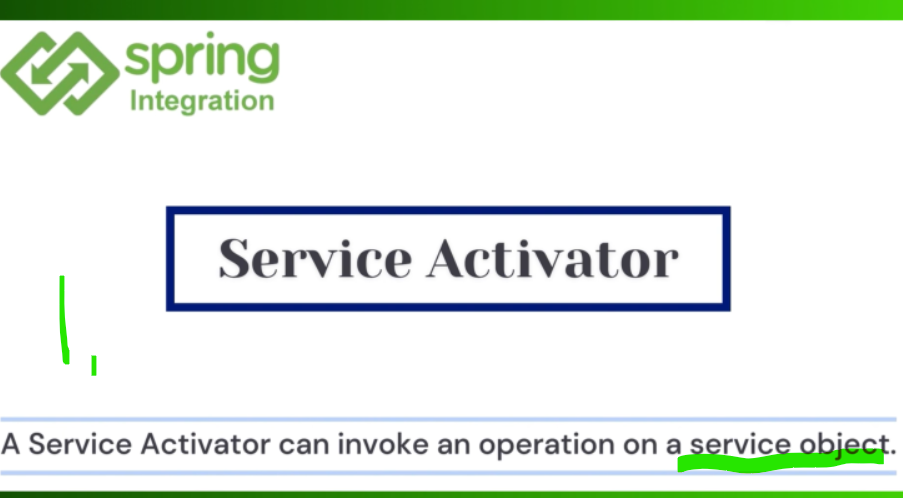 spring
Integration
Service Activator
A Service Activator can invoke an operation on a service object.